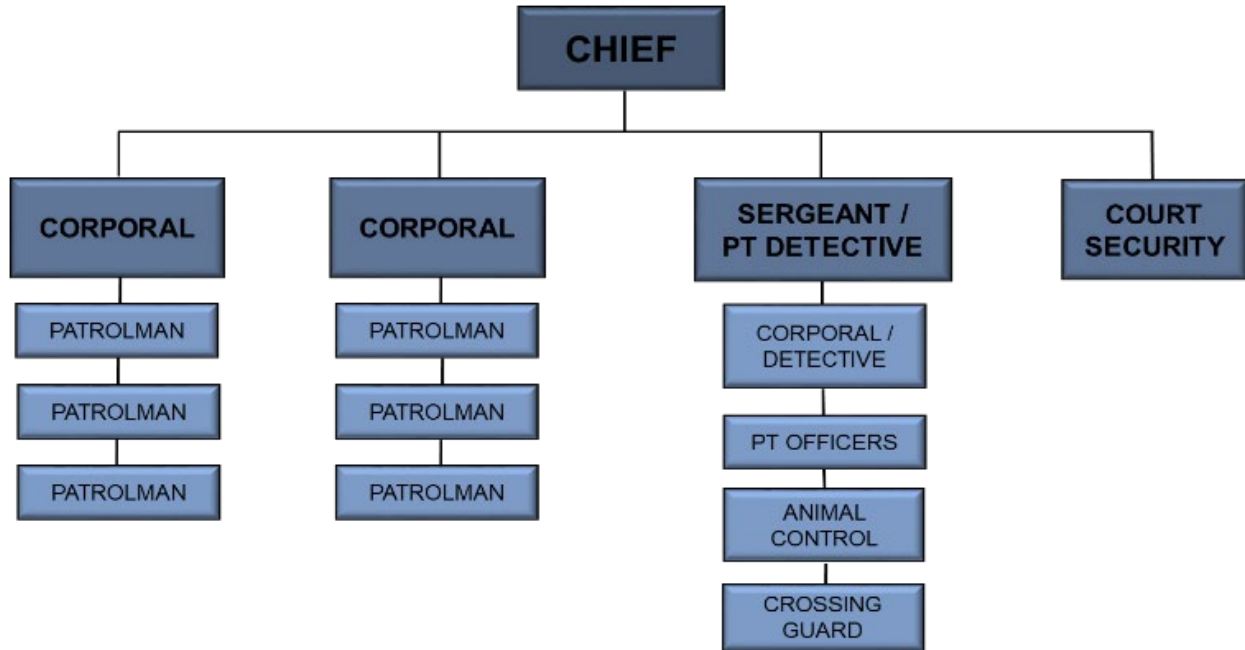 CHIEF
CORPORAL
CORPORAL
SERGEANT /
PT DETECTIVE
COURT
SECURITY
PATROLMAN
PATROLMAN
PATROLMAN
PATROLMAN
PATROLMAN
PATROLMAN
CORPORAL /
DETECTIVE
PT OFFICERS
ANIMAL
CONTROL
CROSSING
GUARD